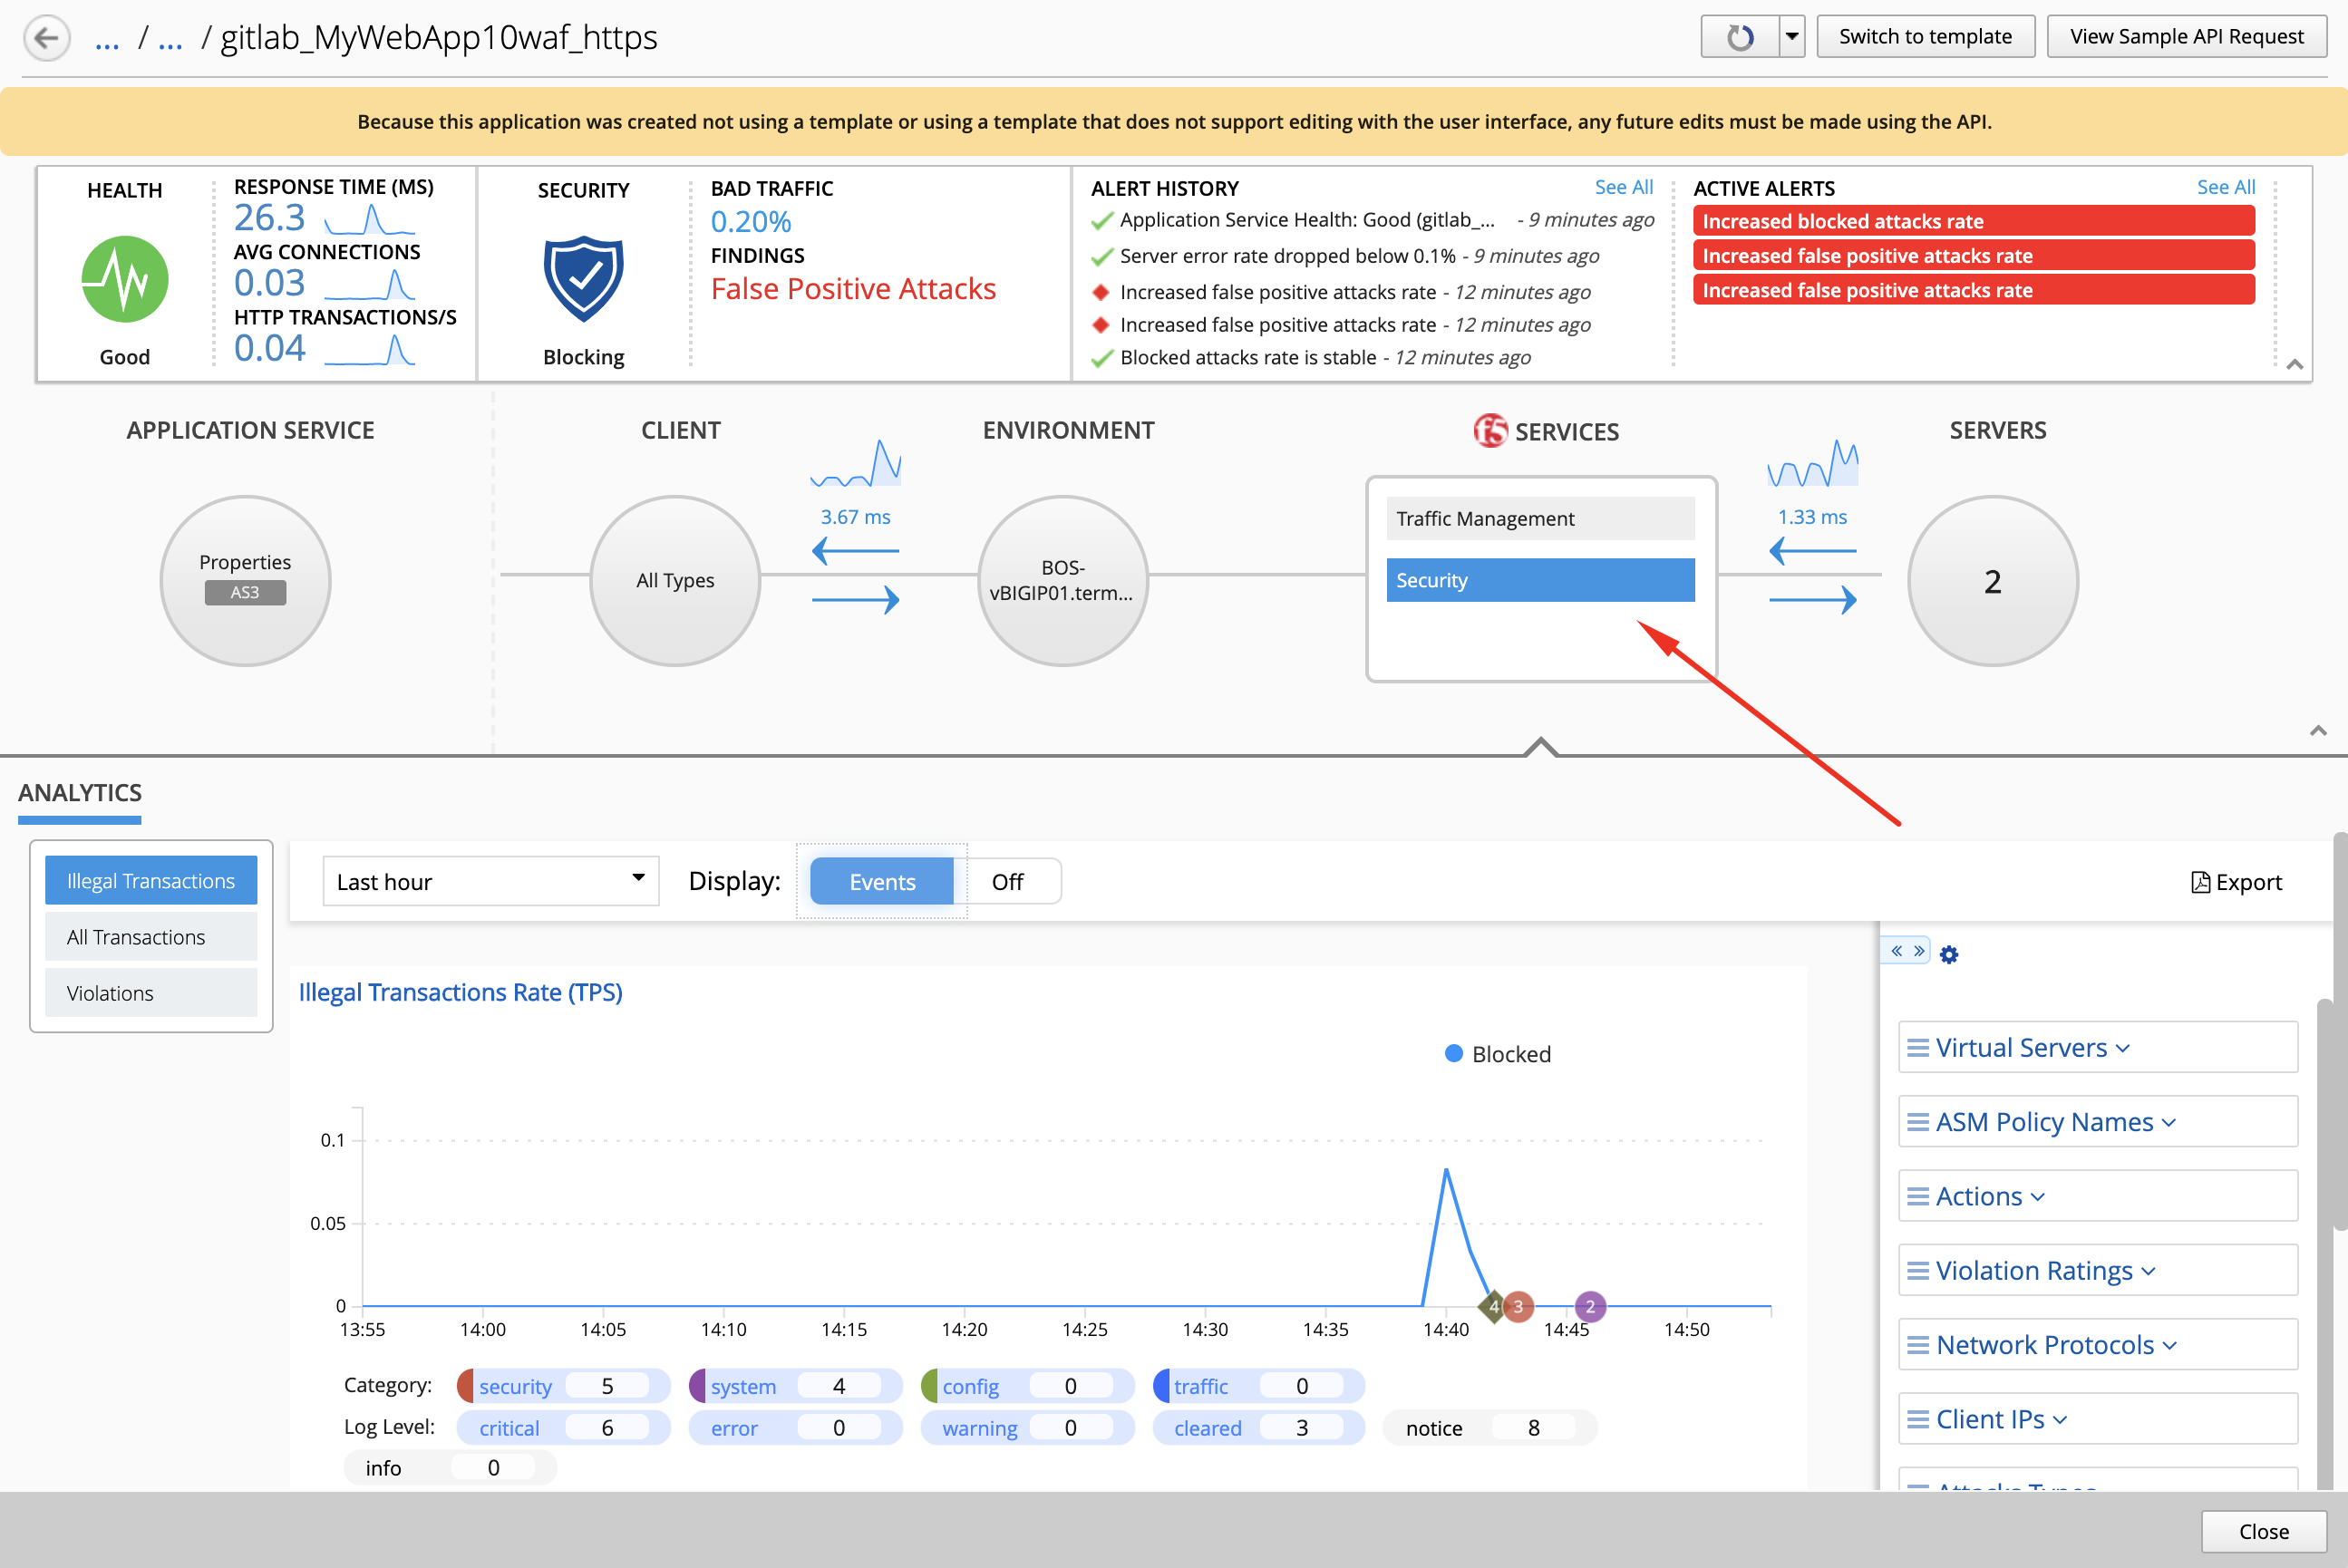 ... / ... / gitlab_MyWebApp10waf_https
Switch to template
View Sample API Request
Because this application was created not using a template or using a template that does not support editing with the user interface, any future edits must be made using the API.
HEALTH
Good
RESPONSE TIME (MS)
26.3
AVG CONNECTIONS
0.03
HTTP TRANSACTIONS/S
0.04
SECURITY
Blocking
BAD TRAFFIC
0.20%
FINDINGS
False Positive Attacks
ALERT HISTORY See All
Application Service Health: Good (gitlab_... - 9 minutes ago
Server error rate dropped below 0.1% - 9 minutes ago
Increased false positive attacks rate - 12 minutes ago
Increased false positive attacks rate - 12 minutes ago
Blocked attacks rate is stable - 12 minutes ago
ACTIVE ALERTS See All
Increased blocked attacks rate
Increased false positive attacks rate
Increased false positive attacks rate
APPLICATION SERVICE
Properties
AS3
CLIENT
All Types
3.67 ms
ENVIRONMENT
BOS-
vBIGIP01.term...
f5 SERVICES
Traffic Management
Security
1.33 ms
SERVERS
2
ANALYTICS
Illegal Transactions
All Transactions
Violations
Last hour
Display:
Events
Off
Export
Illegal Transactions Rate (TPS)
Blocked
0.1
0.05
0
4 3 2
13:55 14:00 14:05 14:10 14:15 14:20 14:25 14:30 14:35 14:40 14:45 14:50
Category: security 5 system 4 config 0 traffic 0
Log Level: critical 6 error 0 warning 0 cleared 3 notice 8
info 0
« »
Virtual Servers
ASM Policy Names
Actions
Violation Ratings
Network Protocols
Client IPs
Attacks Types
Close